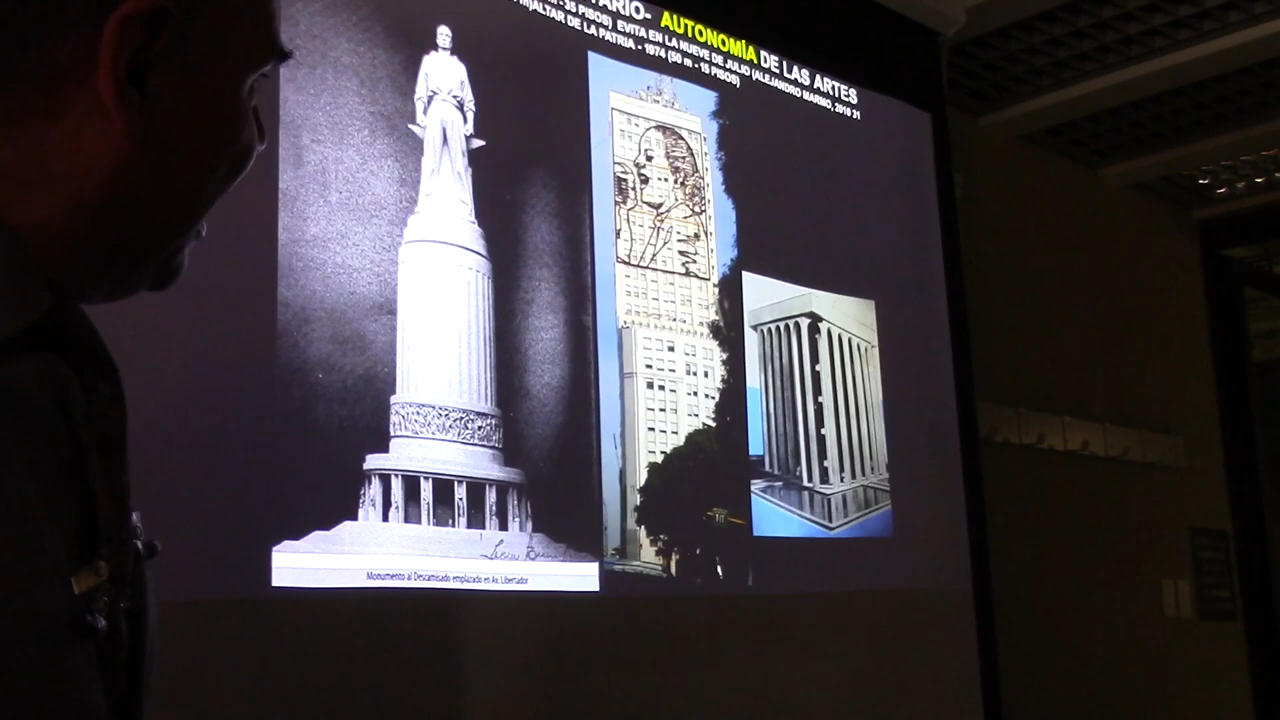 AUTONOMÍA DE LAS ARTES
m - 35 PISOS) EVITA EN LA NUEVE DE JULIO (ALEJANDRO MARMO, 2010 31
m)ALTAR DE LA PATRIA - 1974 (50 m - 15 PISOS)
Monumento al Descamisado emplazado en Av. Libertador